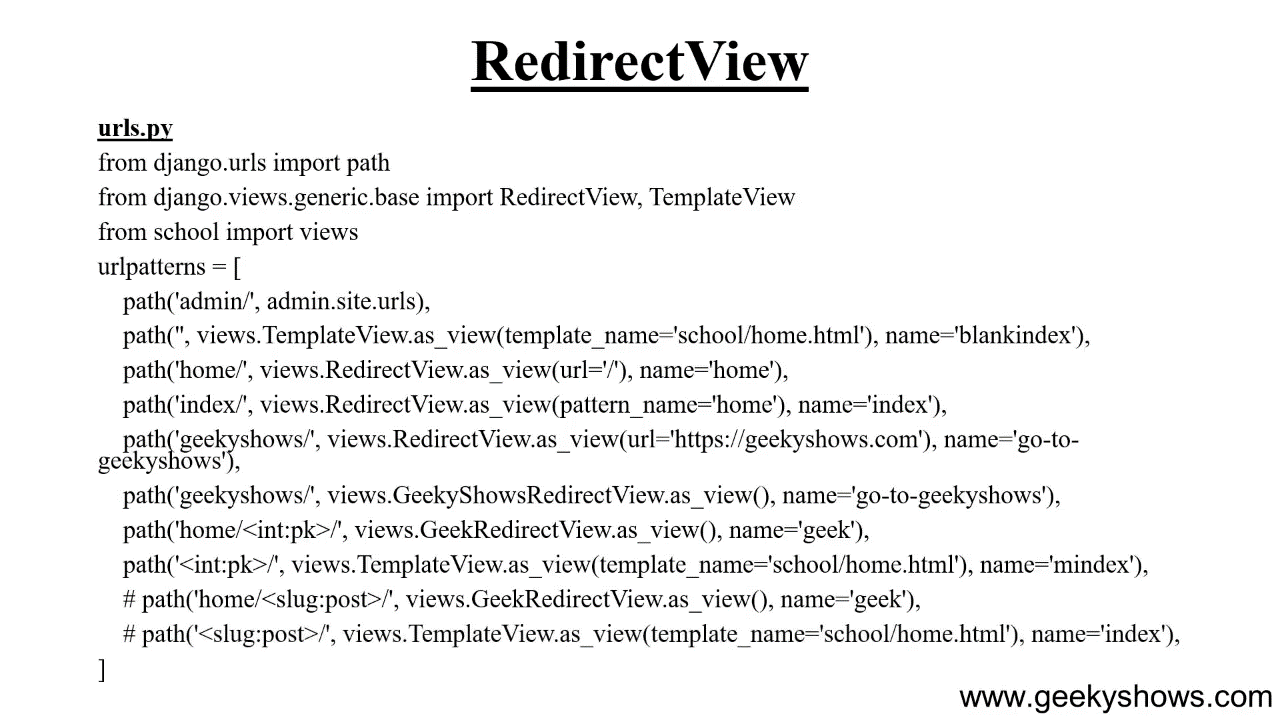 RedirectView
urls.py
from django.urls import path
from django.views.generic.base import RedirectView, TemplateView
from school import views
urlpatterns = [
path('admin/', admin.site.urls),
path('', views.TemplateView.as_view(template_name='school/home.html'), name='blankindex'),
path('home/', views.RedirectView.as_view(url='/'), name='home'),
path('index/', views.RedirectView.as_view(pattern_name='home'), name='index'),
path('geekyshows/', views.RedirectView.as_view(url='https://geekyshows.com'), name='go-to-
geekyshows'),
path('geekyshows/', views.GeekyShowsRedirectView.as_view(), name='go-to-geekyshows'),
path('home/<int:pk>/', views.GeekRedirectView.as_view(), name='geek'),
path('<int:pk>/', views.TemplateView.as_view(template_name='school/home.html'), name='mindex'),
# path('home/<slug:post>/', views.GeekRedirectView.as_view(), name='geek'),
# path('<slug:post>/', views.TemplateView.as_view(template_name='school/home.html'), name='index'),
]
www.geekyshows.com